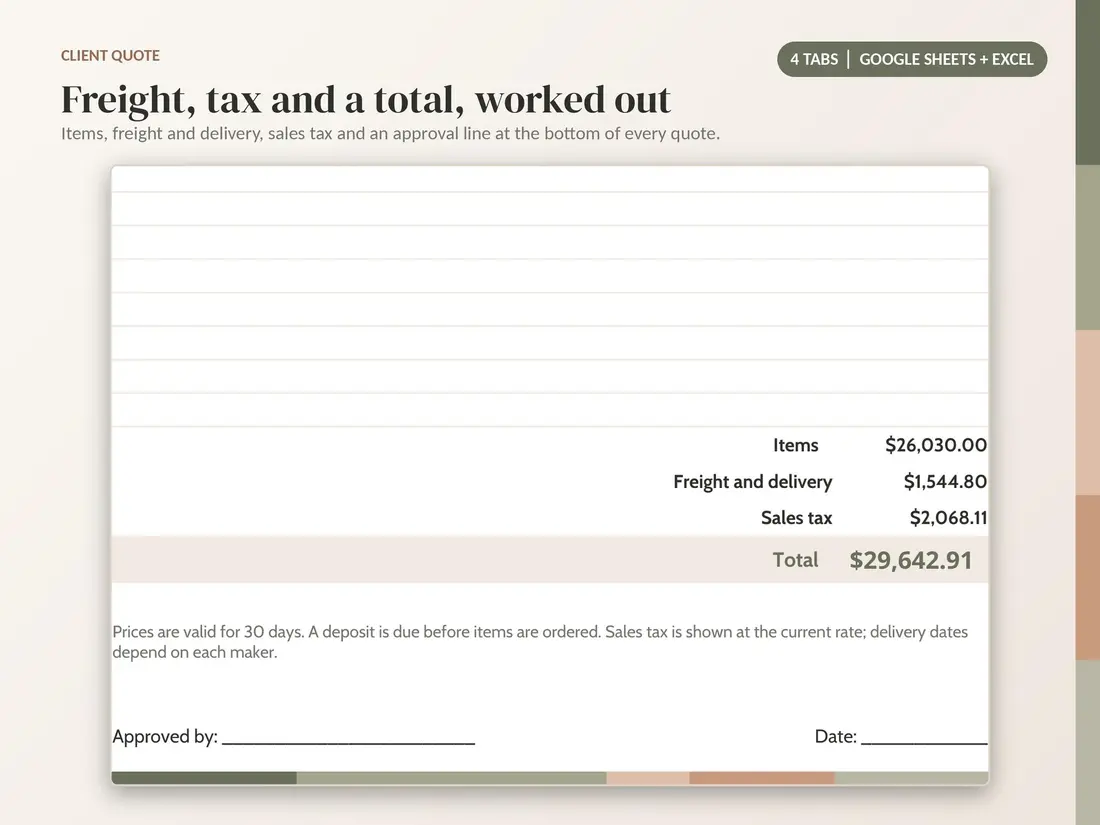 CLIENT QUOTE
4 TABS | GOOGLE SHEETS + EXCEL
Freight, tax and a total, worked out
Items, freight and delivery, sales tax and an approval line at the bottom of every quote.
Items $26,030.00
Freight and delivery $1,544.80
Sales tax $2,068.11
Total $29,642.91
Prices are valid for 30 days. A deposit is due before items are ordered. Sales tax is shown at the current rate; delivery dates
depend on each maker.
Approved by: ________________________ Date: ____________